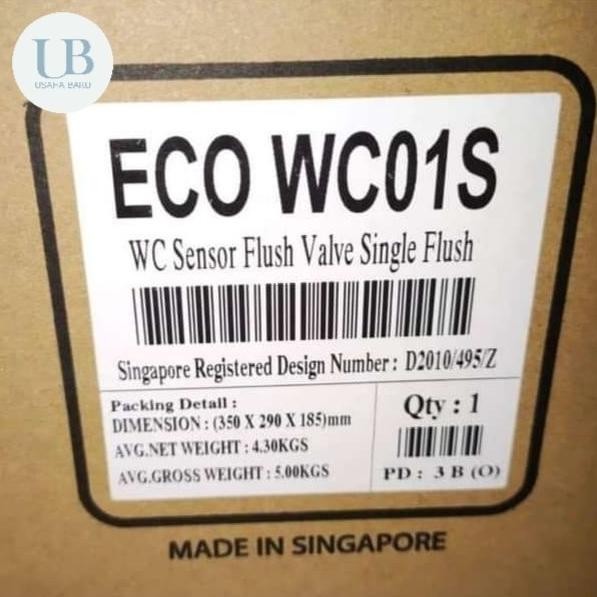 UB
USAHA BARU
ECO WC01S
WC Sensor Flush Valve Single Flush
Singapore Registered Design Number : D2010/495/Z
Packing Detail :
DIMENSION : (350 X 290 X 185)mm
AVG.NET WEIGHT : 4.30KGS
AVG.GROSS WEIGHT : 5.00KGS
Qty : 1
PD : 3 B (O)
MADE IN SINGAPORE